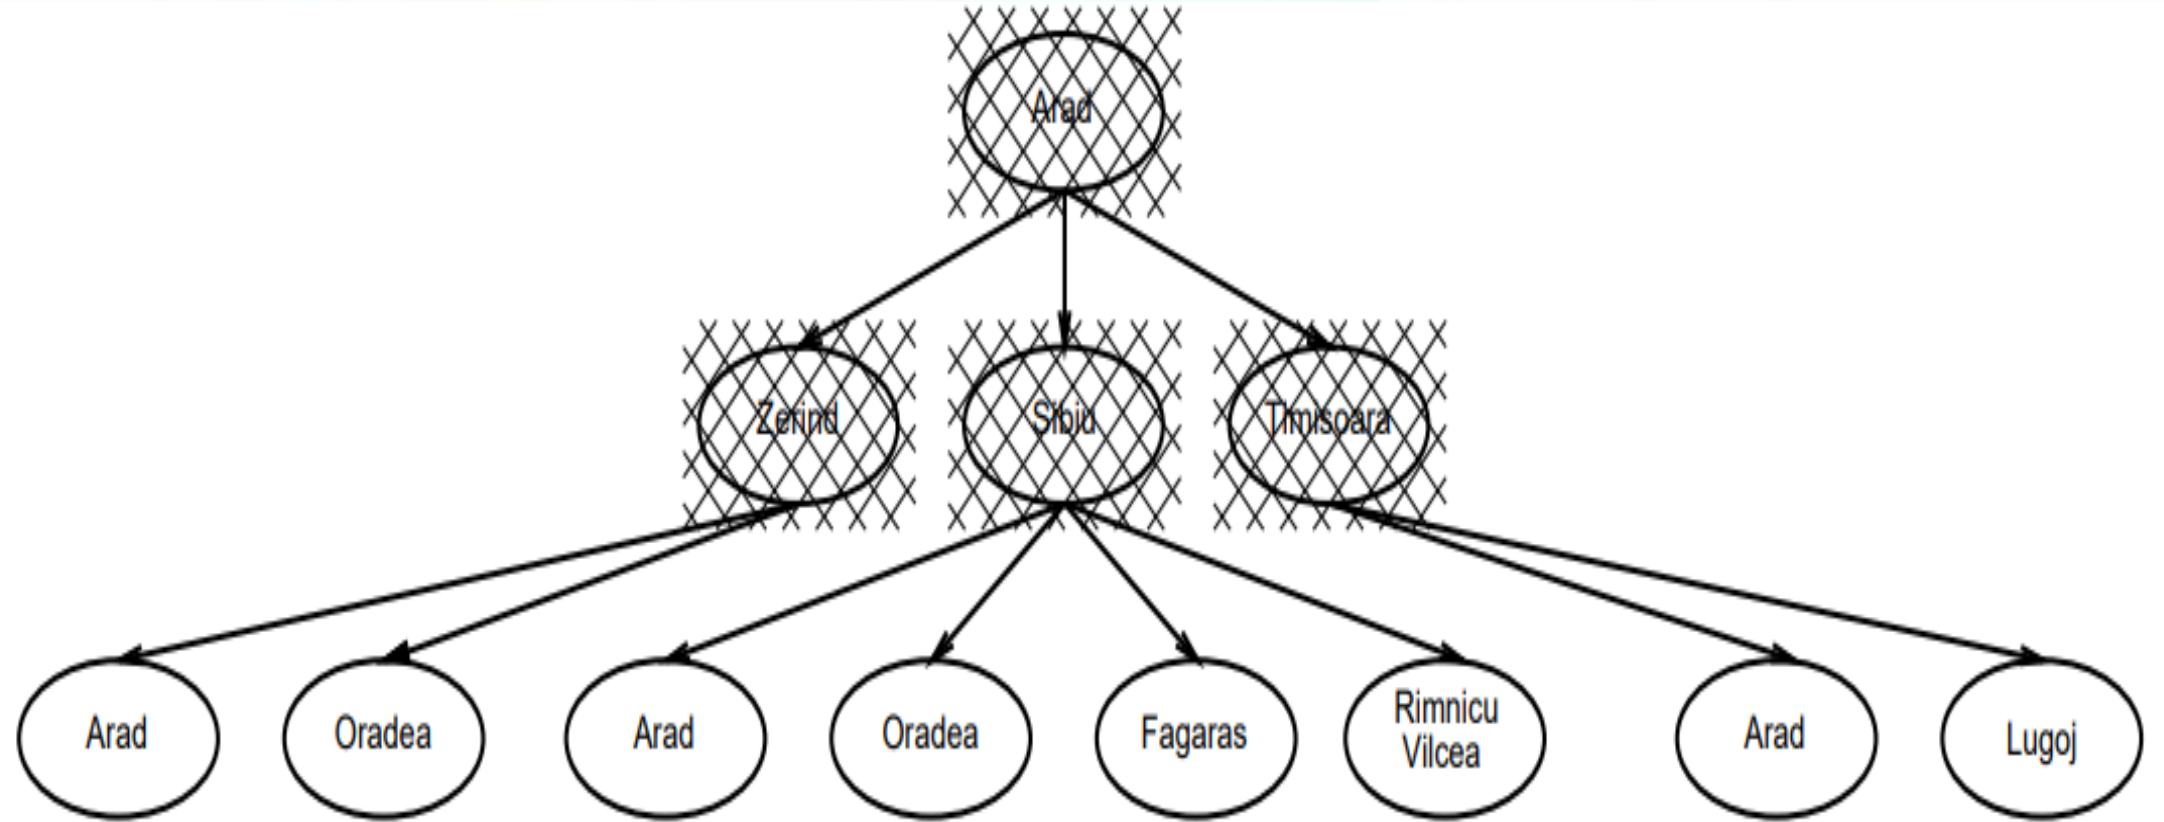 Arad
Zerind
Sibiu
Timisoara
Arad
Oradea
Arad
Oradea
Fagaras
Rimnicu
Vilcea
Arad
Lugoj